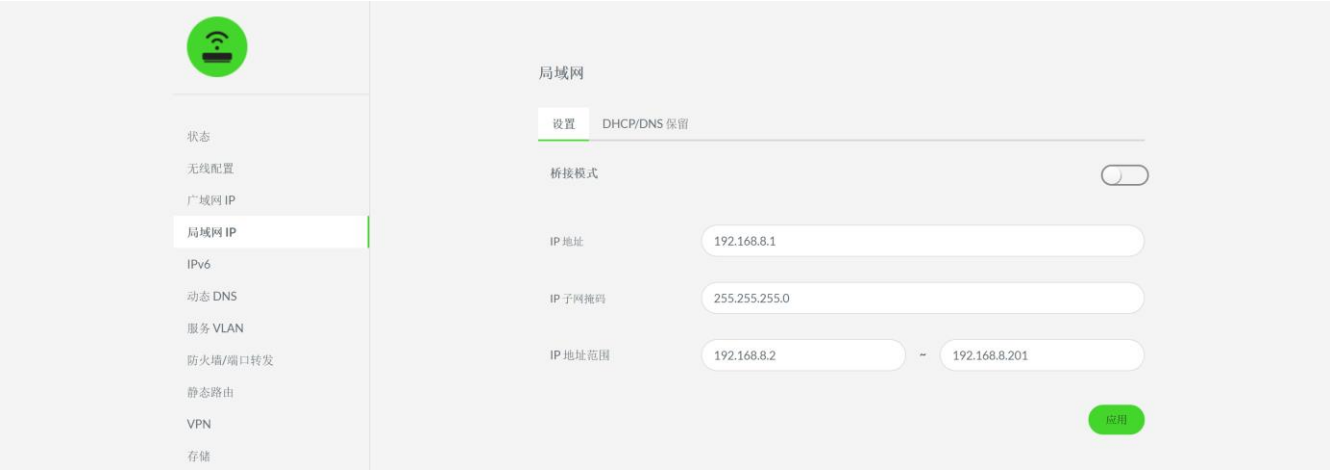 状态
无线配置
广域网 IP
局域网 IP
IPv6
动态 DNS
服务 VLAN
防火墙/端口转发
静态路由
VPN
存储
局域网
设置 DHCP/DNS 保留
桥接模式
IP 地址 192.168.8.1
IP 子网掩码 255.255.255.0
IP 地址范围 192.168.8.2 ~ 192.168.8.201
应用